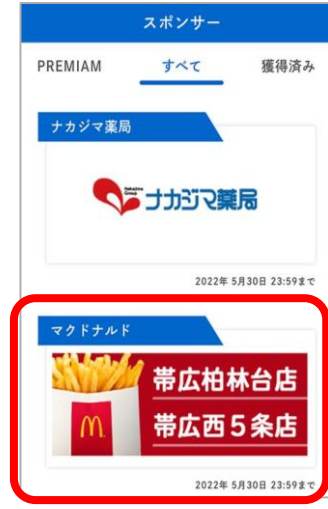 スポンサー
PREMIAM すべて 獲得済み
ナカジマ薬局
Nakajima Group ナカジマ薬局
2022年 5月30日 23:59まで
マクドナルド
帯広柏林台店
帯広西5条店
2022年 5月30日 23:59まで